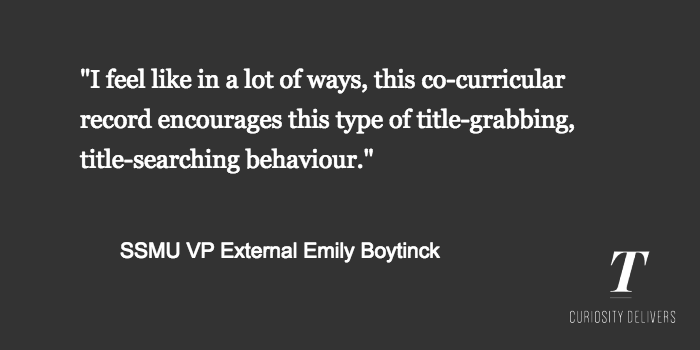 "I feel like in a lot of ways, this co-curricular
record encourages this type of title-grabbing,
title-searching behaviour."
SSMU VP External Emily Boytinck
T
CURIOSITY DELIVERS